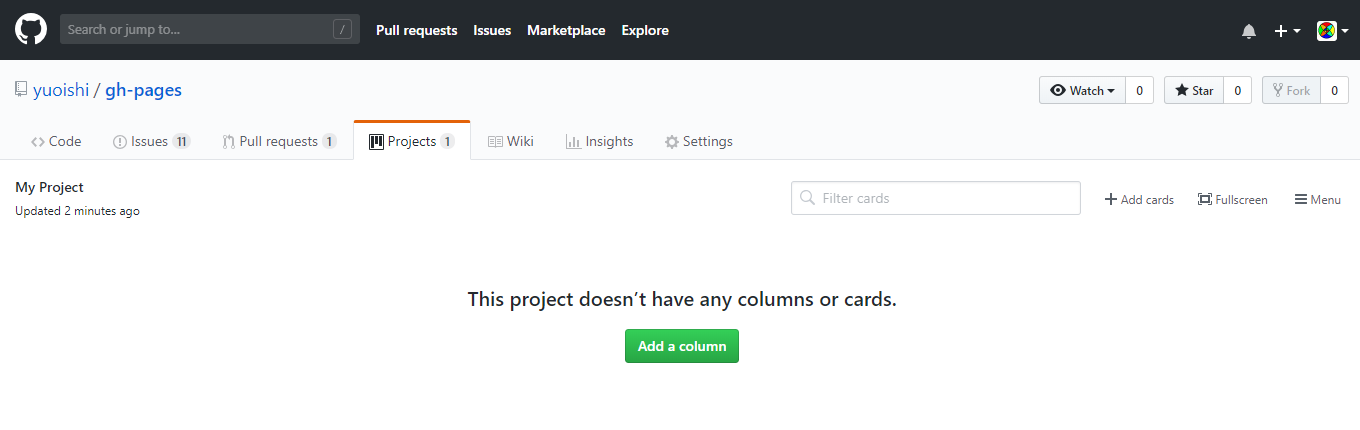 Search or jump to... / Pull requests Issues Marketplace Explore
yuoishi / gh-pages Watch 0 Star 0 Fork 0
Code Issues 11 Pull requests 1 Projects 1 Wiki Insights Settings
My Project
Updated 2 minutes ago
Filter cards Add cards Fullscreen Menu
This project doesn’t have any columns or cards.
Add a column